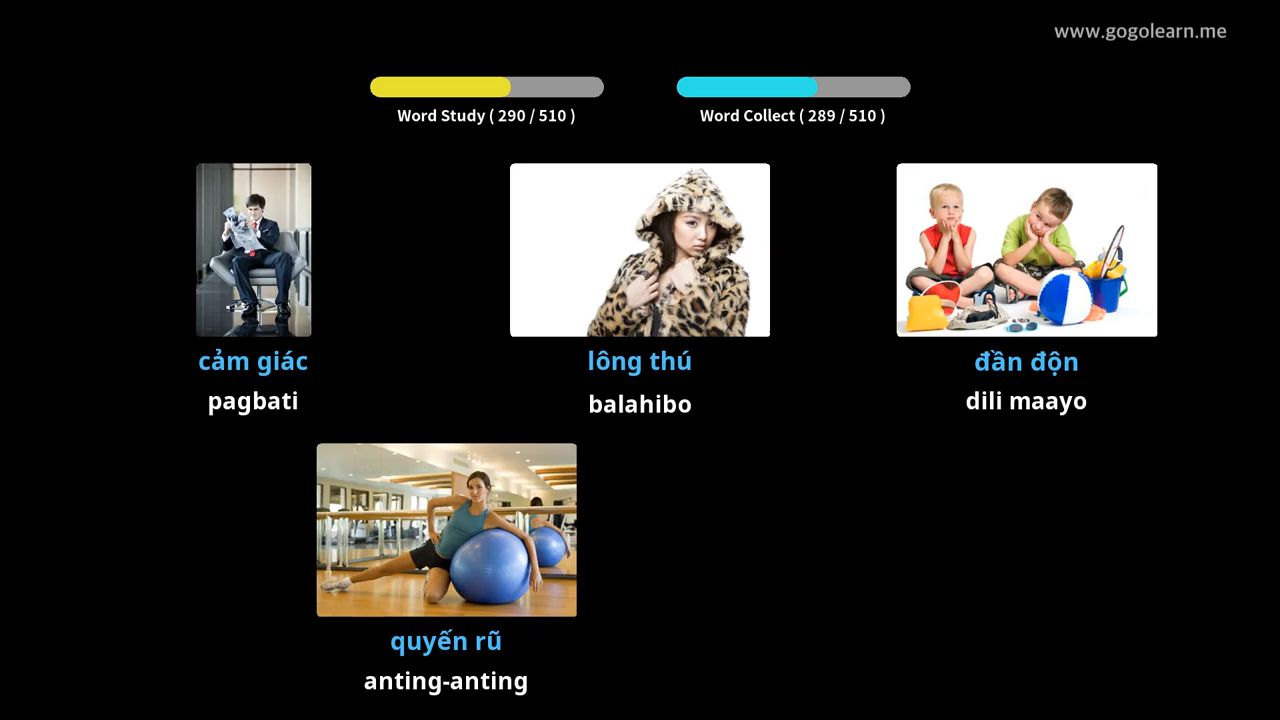 www.gogolearn.me
Word Study ( 290 / 510 )
Word Collect ( 289 / 510 )
cảm giác
pagbati
lông thú
balahibo
đần độn
dili maayo
quyến rũ
anting-anting